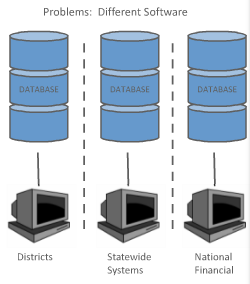 Problems:  Different Software
DATABASE
DATABASE
DATABASE
Districts
Statewide
Systems
National
Financial